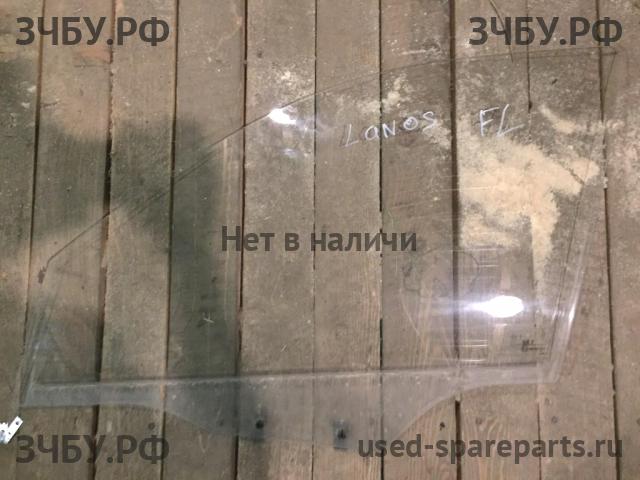 ЗЧБУ.РФ ЗЧБУ.РФ
LANOS FL
Нет в наличи
ЗЧБУ.РФ used-spareparts.ru